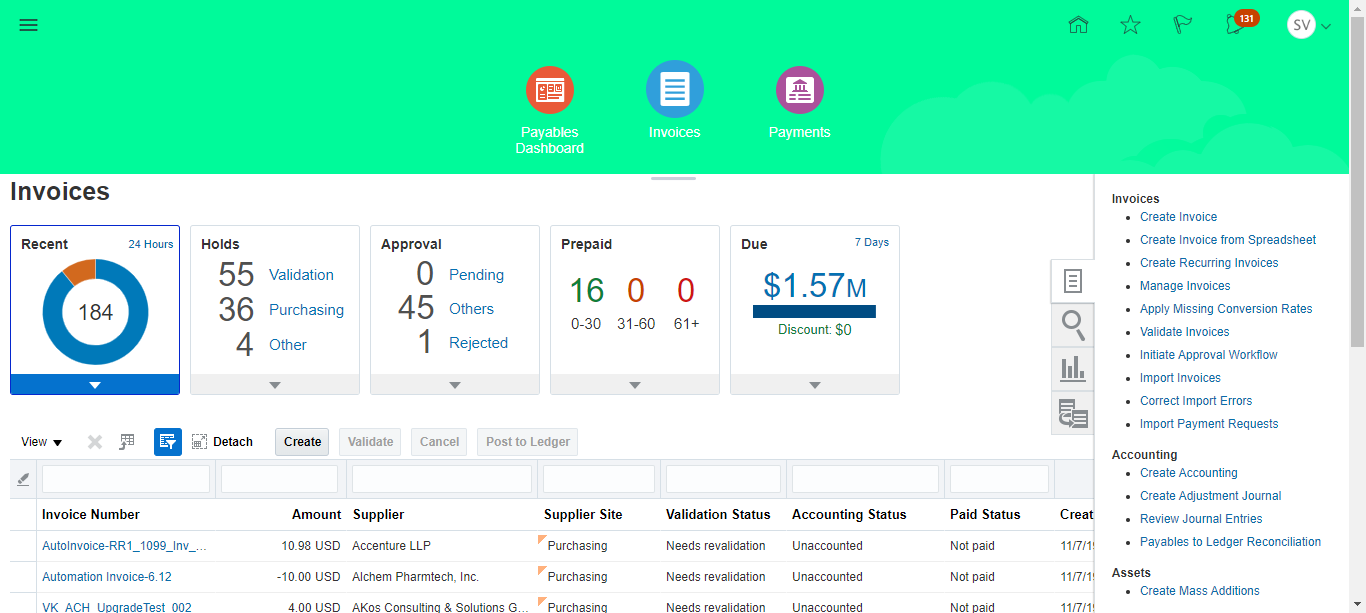 131
SV
Payables
Dashboard
Invoices
Payments
Invoices
Recent 24 Hours
184
Holds
55 Validation
36 Purchasing
4 Other
Approval
0 Pending
45 Others
1 Rejected
Prepaid
16 0 0
0-30 31-60 61+
Due 7 Days
$1.57M
Discount: $0
View Detach Create Validate Cancel Post to Ledger
Invoice Number Amount Supplier Supplier Site Validation Status Accounting Status Paid Status Creat
AutoInvoice-RR1_1099_Inv_... 10.98 USD Accenture LLP Purchasing Needs revalidation Unaccounted Not paid 11/7/19
Automation Invoice-6.12 -10.00 USD Alchem Pharmtech, Inc. Purchasing Needs revalidation Unaccounted Not paid 11/7/19
VK_ACH_UpgradeTest_002 4.00 USD AKos Consulting & Solutions G... Purchasing Needs revalidation Unaccounted Not paid 11/7/19
Invoices
Create Invoice
Create Invoice from Spreadsheet
Create Recurring Invoices
Manage Invoices
Apply Missing Conversion Rates
Validate Invoices
Initiate Approval Workflow
Import Invoices
Correct Import Errors
Import Payment Requests
Accounting
Create Accounting
Create Adjustment Journal
Review Journal Entries
Payables to Ledger Reconciliation
Assets
Create Mass Additions